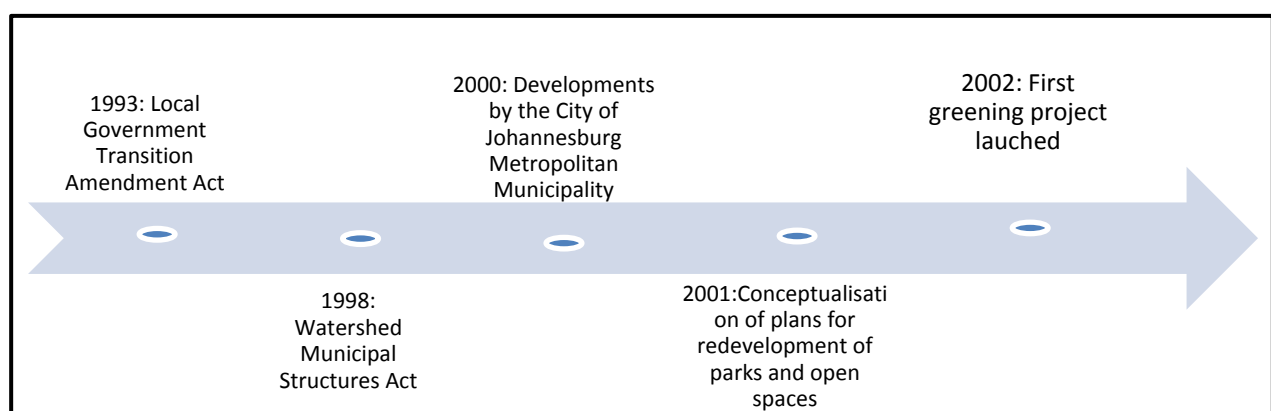 1993: Local
Government
Transition
Amendment Act
1998:
Watershed
Municipal
Structures Act
2000: Developments
by the City of
Johannesburg
Metropolitan
Municipality
2001:Conceptualisati
on of plans for
redevelopment of
parks and open
spaces
2002: First
greening project
lauched